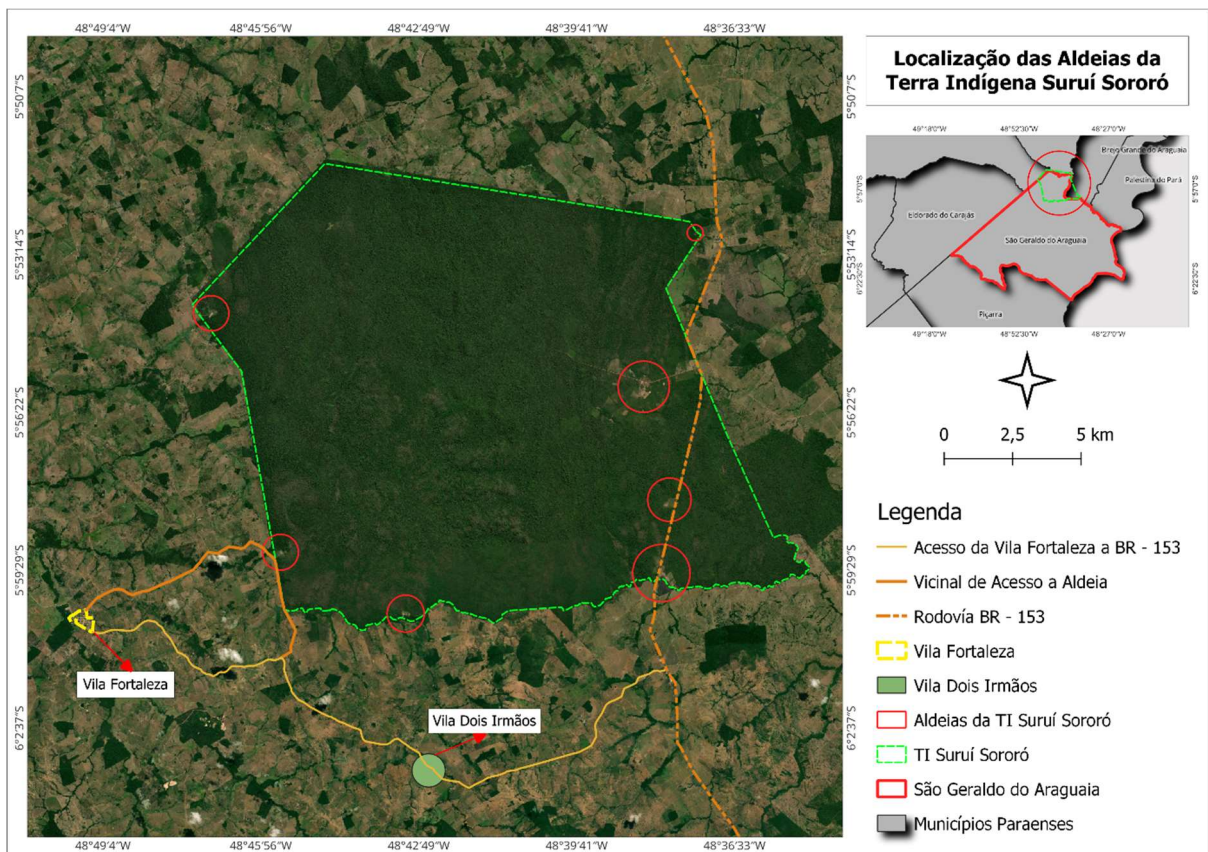 48°49′4″W 48°45′56″W 48°42′49″W 48°39′41″W 48°36′33″W
5°50′7″S
5°53′14″S
5°56′22″S
5°59′29″S
6°2′37″S
Vila Fortaleza
Vila Dois Irmãos
5°50′7″S
5°53′14″S
5°56′22″S
5°59′29″S
6°2′37″S
48°49′4″W 48°45′56″W 48°42′49″W 48°39′41″W 48°36′33″W
Localização das Aldeias da
Terra Indígena Suruí Sororó
49°18′0″W 48°52′30″W 48°27′0″W
Brejo Grande do Araguaia
Palestina do Pará
Eldorado do Carajás
São Geraldo do Araguaia
Piçarra
5°57′0″S
6°22′30″S
5°57′0″S
6°22′30″S
49°18′0″W 48°52′30″W 48°27′0″W
0 2,5 5 km
Legenda
Acesso da Vila Fortaleza a BR - 153
Vicinal de Acesso a Aldeia
Rodovía BR - 153
Vila Fortaleza
Vila Dois Irmãos
Aldeias da TI Suruí Sororó
TI Suruí Sororó
São Geraldo do Araguaia
Municípios Paraenses